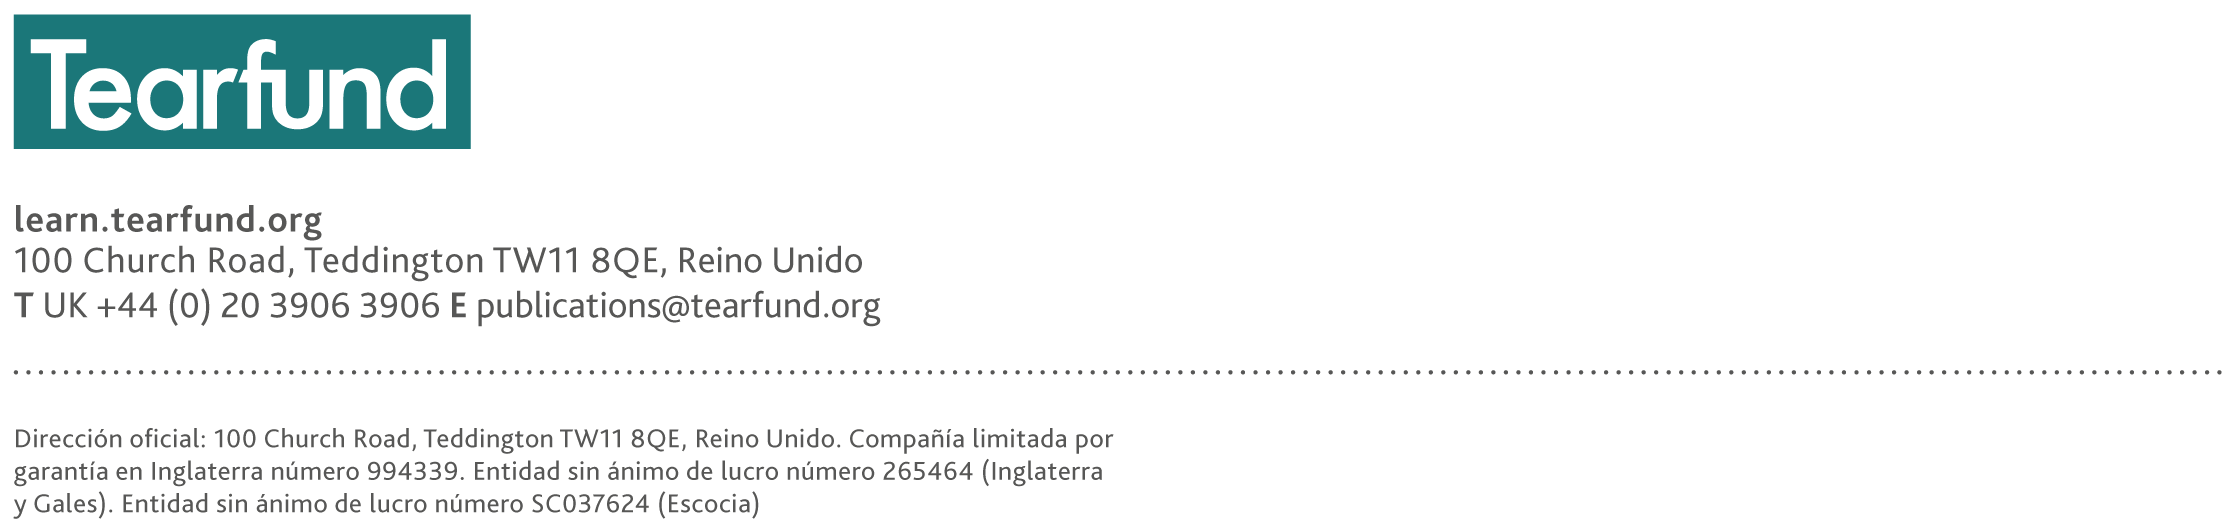 Tearfund
learn.tearfund.org
100 Church Road, Teddington TW11 8QE, Reino Unido
T UK +44 (0) 20 3906 3906 E publications@tearfund.org
Dirección oficial: 100 Church Road, Teddington TW11 8QE, Reino Unido. Compañía limitada por
garantía en Inglaterra número 994339. Entidad sin ánimo de lucro número 265464 (Inglaterra
y Gales). Entidad sin ánimo de lucro número SC037624 (Escocia)